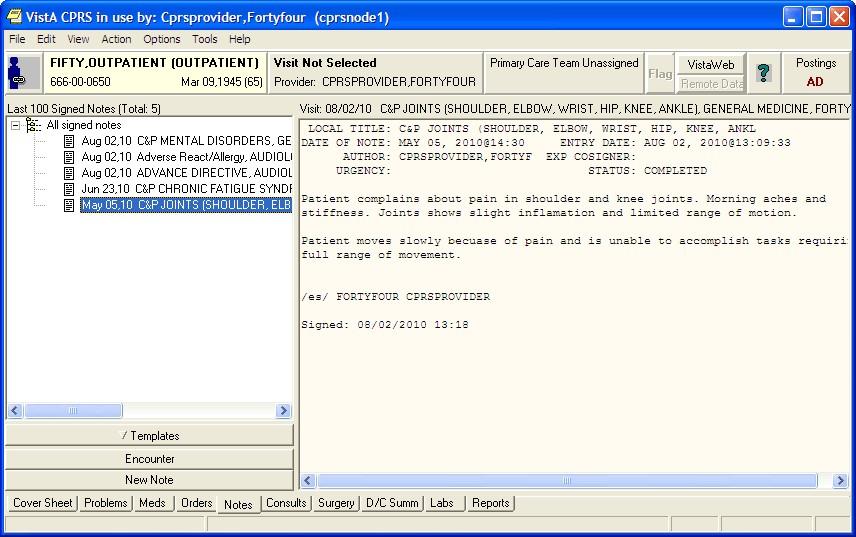 VistA CPRS in use by: Cprsprovider,Fortyfour (cprsnode1)
File Edit View Action Options Tools Help
FIFTY,OUTPATIENT (OUTPATIENT)
666-00-0650 Mar 09,1945 (65)
Visit Not Selected
Provider: CPRSPROVIDER,FORTYFOUR
Primary Care Team Unassigned
Flag
VistaWeb
Remote Data
?
Postings
AD
Last 100 Signed Notes (Total: 5)
All signed notes
Aug 02,10 C&P MENTAL DISORDERS, GE
Aug 02,10 Adverse React/Allergy, AUDIOL
Aug 02,10 ADVANCE DIRECTIVE, AUDIOL
Jun 23,10 C&P CHRONIC FATIGUE SYNDR
May 05,10 C&P JOINTS (SHOULDER, ELB
Templates
Encounter
New Note
Visit: 08/02/10 C&P JOINTS (SHOULDER, ELBOW, WRIST, HIP, KNEE, ANKLE), GENERAL MEDICINE, FORTY
LOCAL TITLE: C&P JOINTS (SHOULDER, ELBOW, WRIST, HIP, KNEE, ANKL
DATE OF NOTE: MAY 05, 2010@14:30 ENTRY DATE: AUG 02, 2010@13:09:33
AUTHOR: CPRSPROVIDER,FORTYF EXP COSIGNER:
URGENCY: STATUS: COMPLETED
Patient complains about pain in shoulder and knee joints. Morning aches and
stiffness. Joints shows slight inflamation and limited range of motion.
Patient moves slowly becuase of pain and is unable to accomplish tasks requiri
full range of movement.
/es/ FORTYFOUR CPRSPROVIDER
Signed: 08/02/2010 13:18
Cover Sheet Problems Meds Orders Notes Consults Surgery D/C Summ Labs Reports